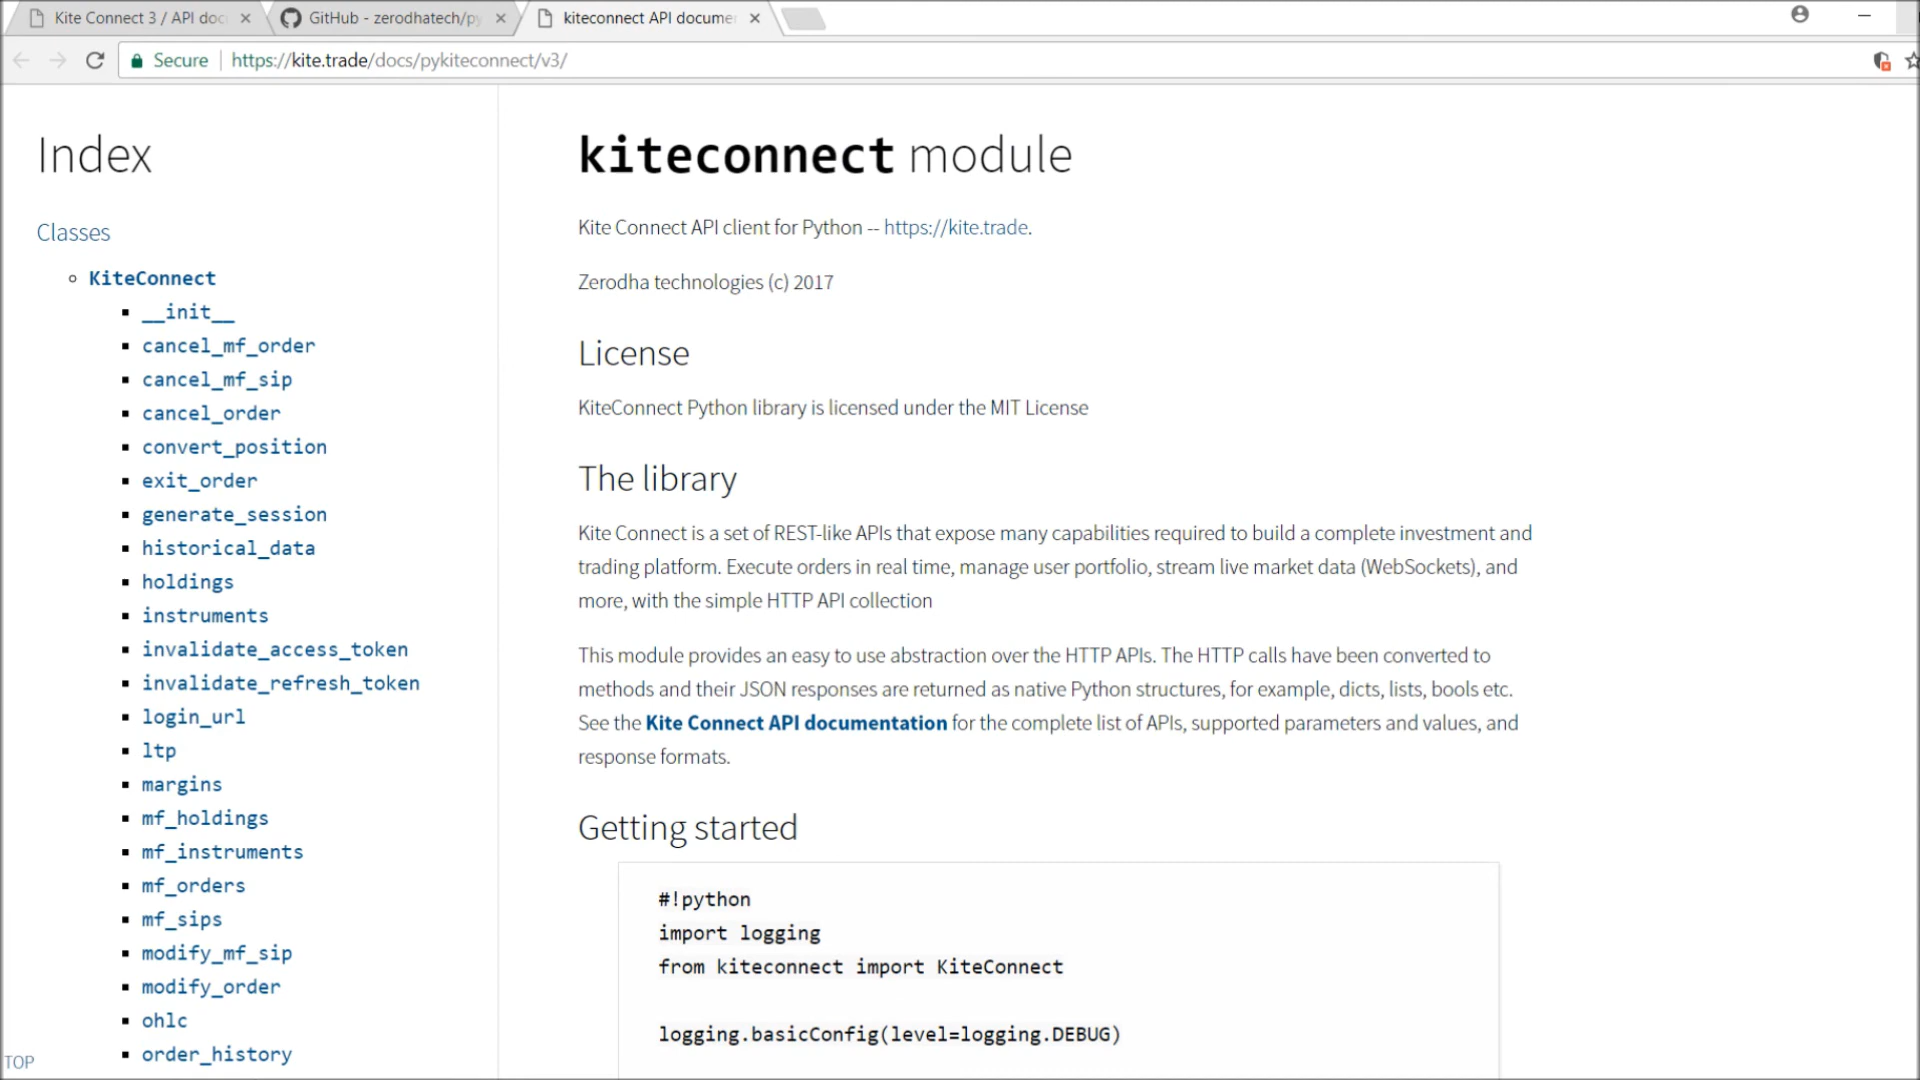 Kite Connect 3 / API doc
GitHub - zerodhatech/py
kiteconnect API docume
Secure
https://kite.trade/docs/pykiteconnect/v3/
Index
Classes
KiteConnect
__init__
cancel_mf_order
cancel_mf_sip
cancel_order
convert_position
exit_order
generate_session
historical_data
holdings
instruments
invalidate_access_token
invalidate_refresh_token
login_url
ltp
margins
mf_holdings
mf_instruments
mf_orders
mf_sips
modify_mf_sip
modify_order
ohlc
order_history
TOP
kiteconnect module
Kite Connect API client for Python -- https://kite.trade.
Zerodha technologies (c) 2017
License
KiteConnect Python library is licensed under the MIT License
The library
Kite Connect is a set of REST-like APIs that expose many capabilities required to build a complete investment and
trading platform. Execute orders in real time, manage user portfolio, stream live market data (WebSockets), and
more, with the simple HTTP API collection
This module provides an easy to use abstraction over the HTTP APIs. The HTTP calls have been converted to
methods and their JSON responses are returned as native Python structures, for example, dicts, lists, bools etc.
See the Kite Connect API documentation for the complete list of APIs, supported parameters and values, and
response formats.
Getting started
#!python
import logging
from kiteconnect import KiteConnect
logging.basicConfig(level=logging.DEBUG)